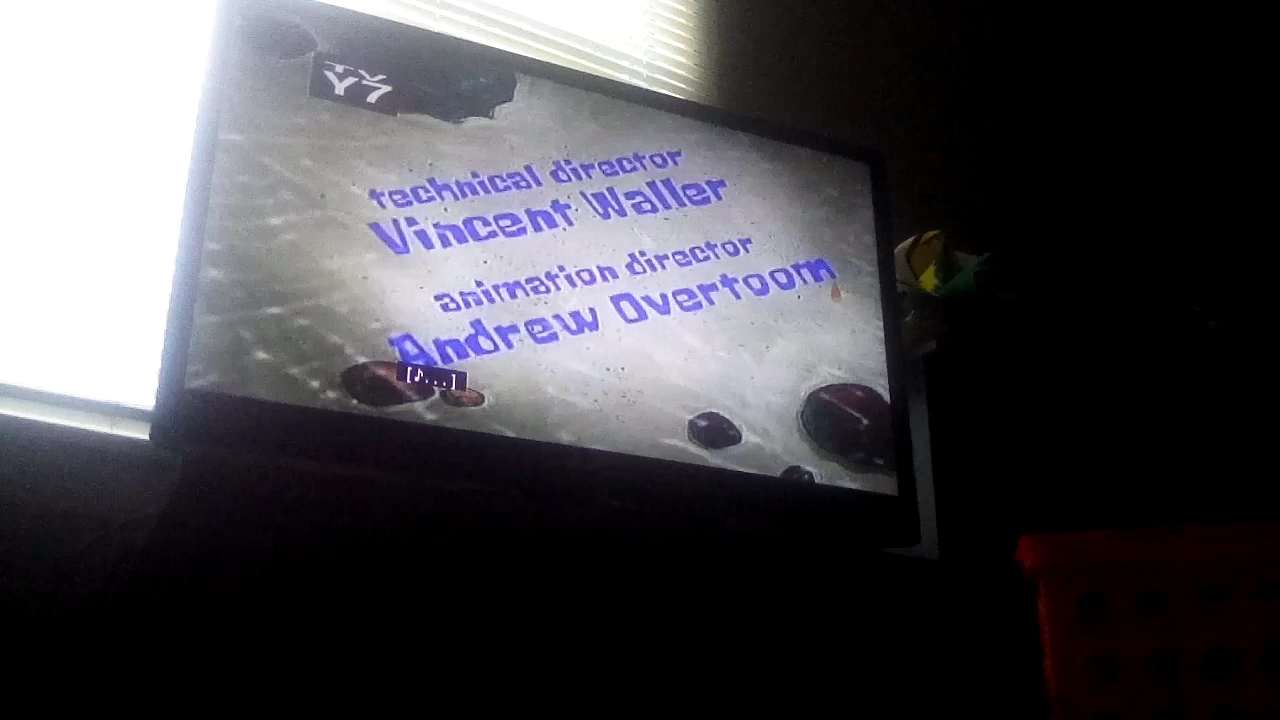 TV
Y7
technical director
Vincent Waller
animation director
Andrew Overtoom
[♪...]